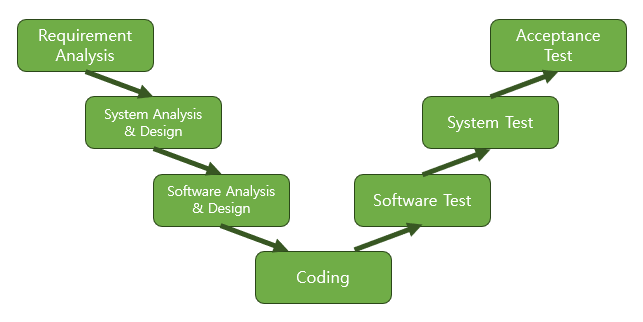 Requirement
Analysis
Acceptance
Test
System Analysis
& Design
System Test
Software Analysis
& Design
Software Test
Coding